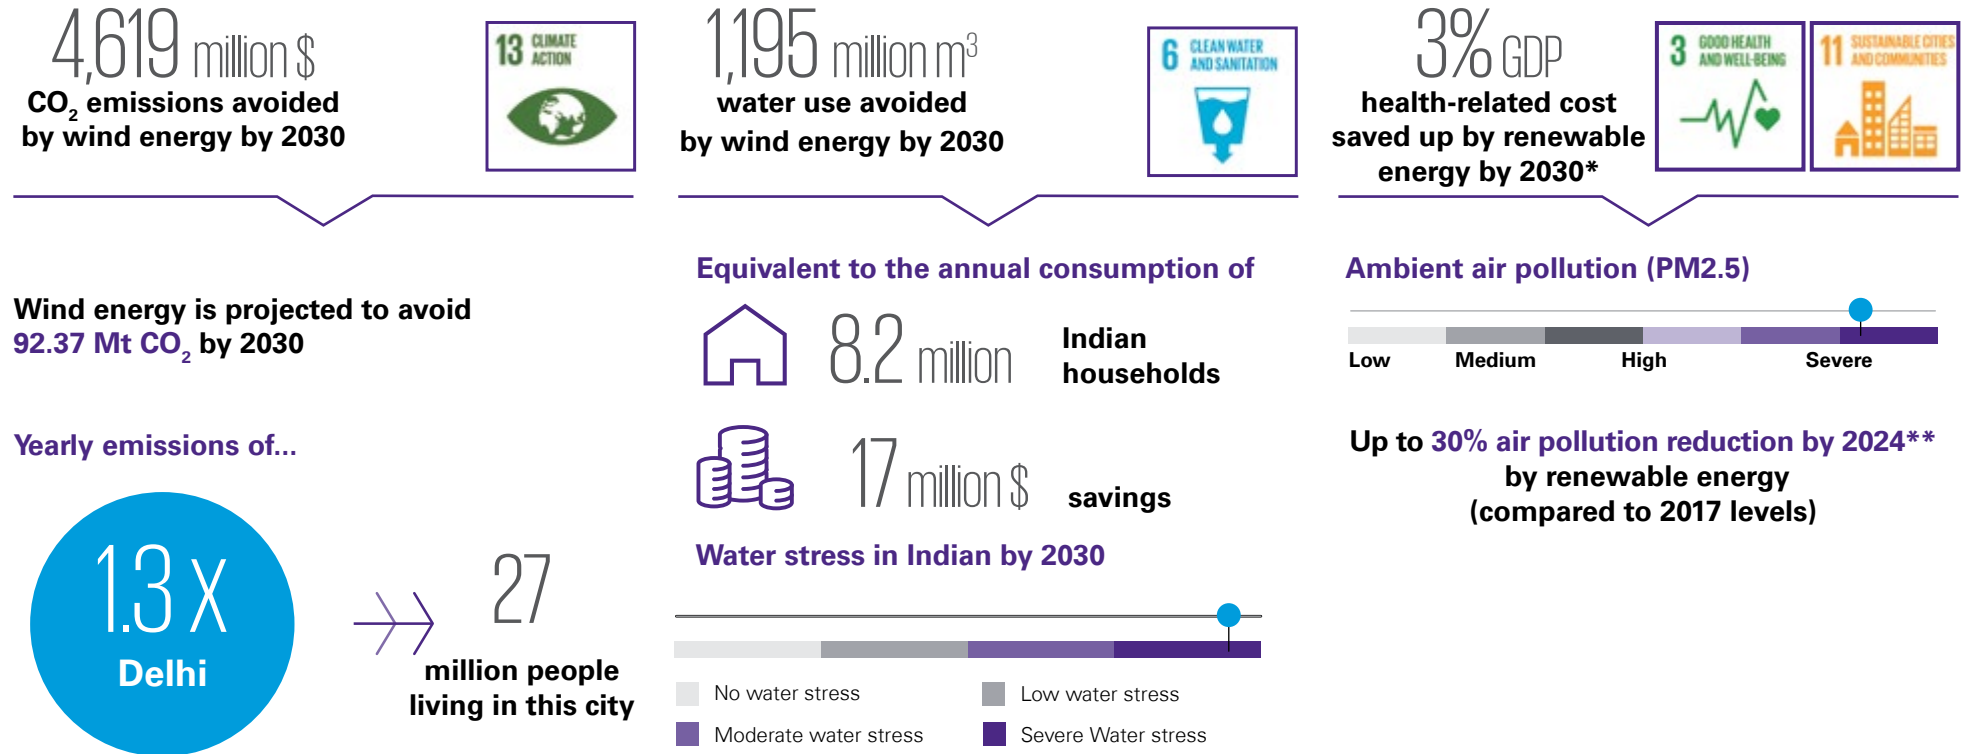 4,619 million $
CO₂ emissions avoided
by wind energy by 2030
13 CLIMATE
ACTION
Wind energy is projected to avoid
92.37 Mt CO₂ by 2030
Yearly emissions of...
1.3 X
Delhi
27
million people
living in this city
1,195 million m³
water use avoided
by wind energy by 2030
6 CLEAN WATER
AND SANITATION
Equivalent to the annual consumption of
8.2 million
Indian
households
17 million $
savings
Water stress in Indian by 2030
No water stress
Low water stress
Moderate water stress
Severe Water stress
3% GDP
health-related cost
saved up by renewable
energy by 2030*
3 GOOD HEALTH
AND WELL-BEING
11 SUSTAINABLE CITIES
AND COMMUNITIES
Ambient air pollution (PM2.5)
Low Medium High Severe
Up to 30% air pollution reduction by 2024**
by renewable energy
(compared to 2017 levels)